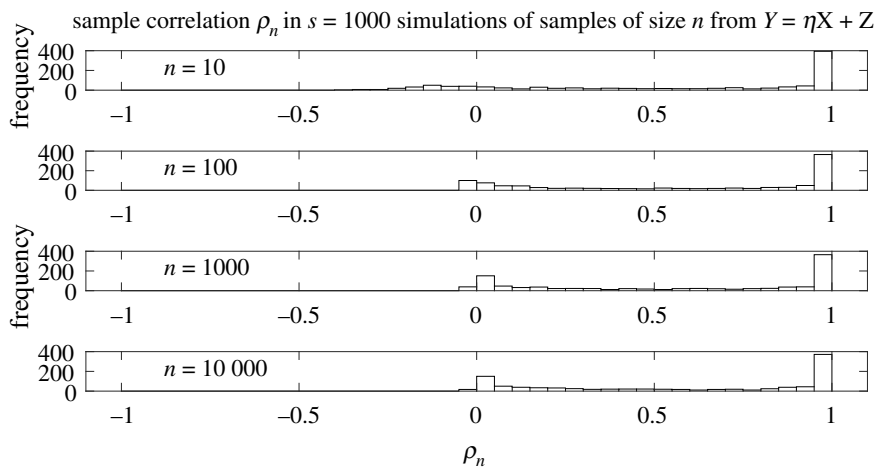 sample correlation ρn in s = 1000 simulations of samples of size n from Y = ηX + Z
frequency
400
200
0
n = 10
−1 −0.5 0 0.5 1
400
200
0
n = 100
−1 −0.5 0 0.5 1
frequency
400
200
0
n = 1000
−1 −0.5 0 0.5 1
400
200
0
n = 10 000
−1 −0.5 0 0.5 1
ρn